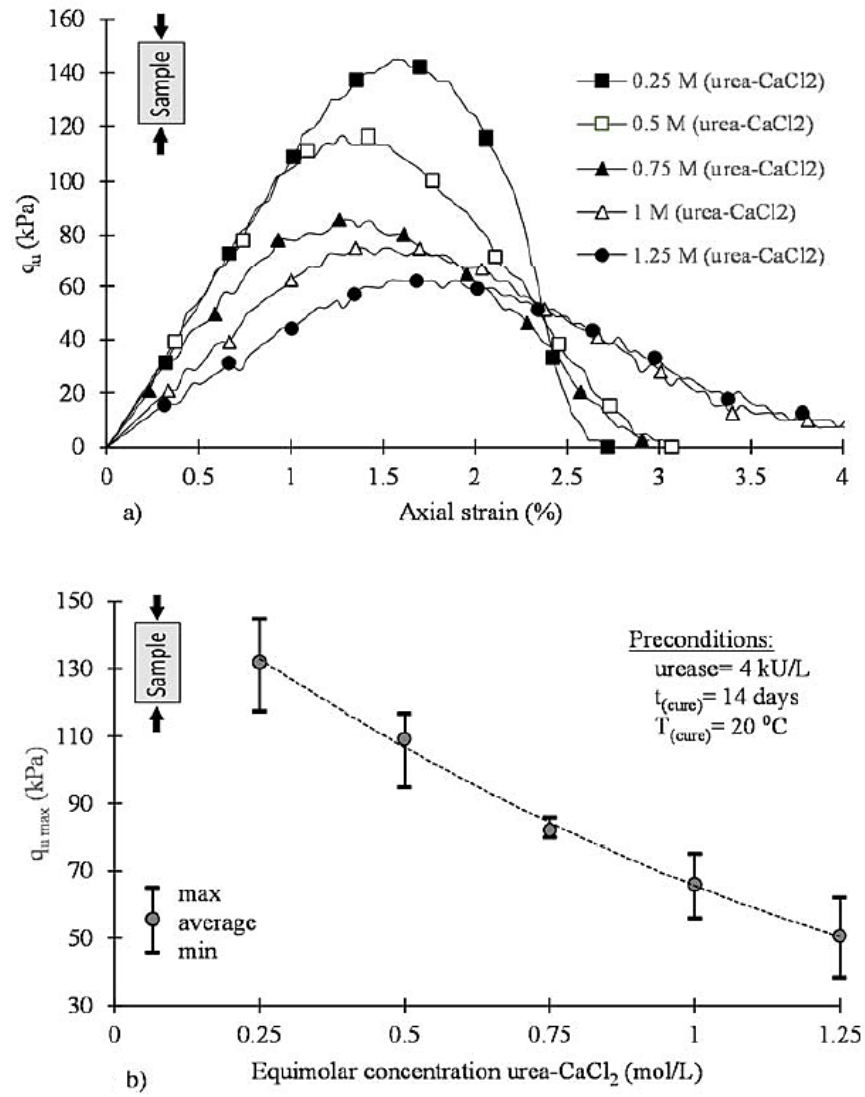 160
140
120
100
80
60
40
20
0
qu (kPa)
Sample
0.25 M (urea-CaCl2)
0.5 M (urea-CaCl2)
0.75 M (urea-CaCl2)
1 M (urea-CaCl2)
1.25 M (urea-CaCl2)
0 0.5 1 1.5 2 2.5 3 3.5 4
a) Axial strain (%)
150
130
110
90
70
50
30
qu max (kPa)
Sample
Preconditions:
urease= 4 kU/L
t(cure)= 14 days
T(cure)= 20 ⁰C
max
average
min
0 0.25 0.5 0.75 1 1.25
b) Equimolar concentration urea-CaCl₂ (mol/L)